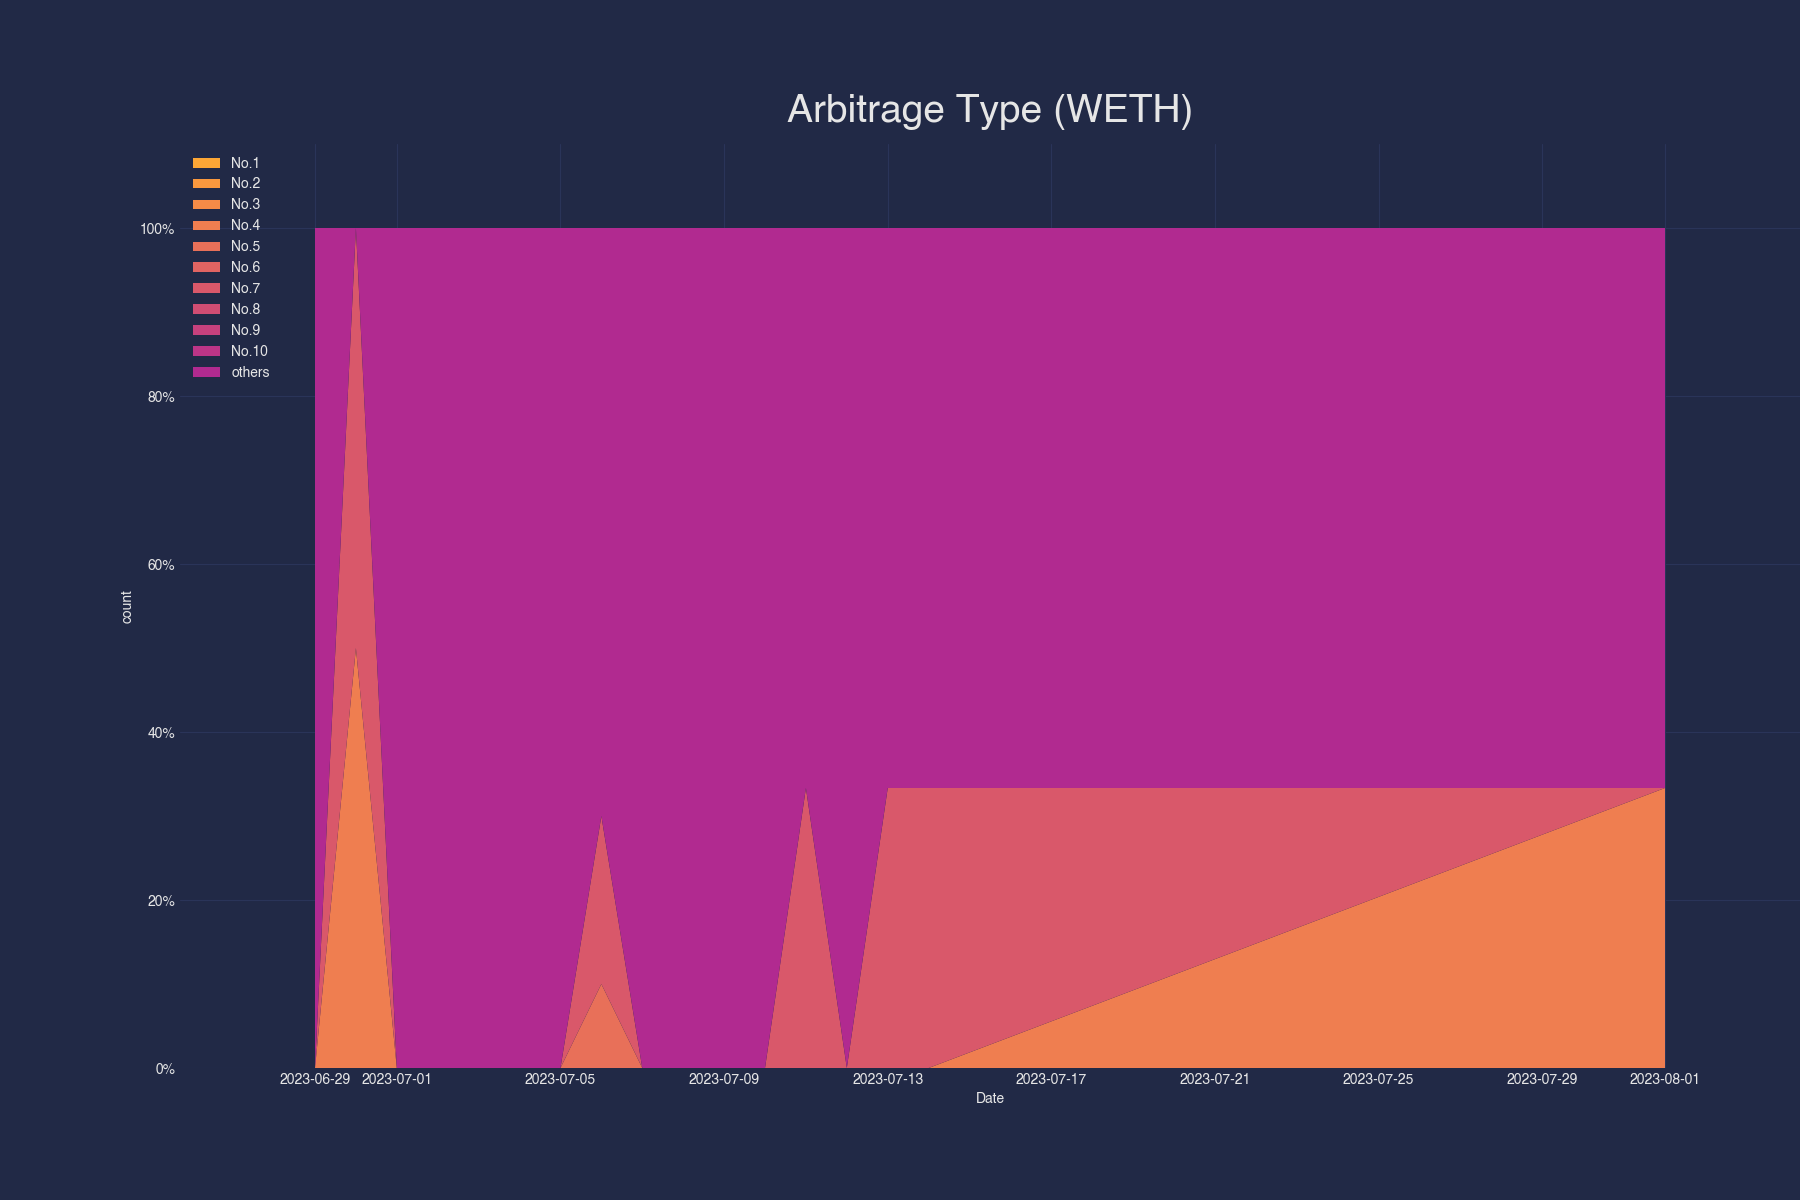 Arbitrage Type (WETH)
No.1
No.2
No.3
No.4
No.5
No.6
No.7
No.8
No.9
No.10
others
100%
80%
60%
40%
20%
0%
count
2023-06-29 2023-07-01 2023-07-05 2023-07-09 2023-07-13 2023-07-17 2023-07-21 2023-07-25 2023-07-29 2023-08-01
Date